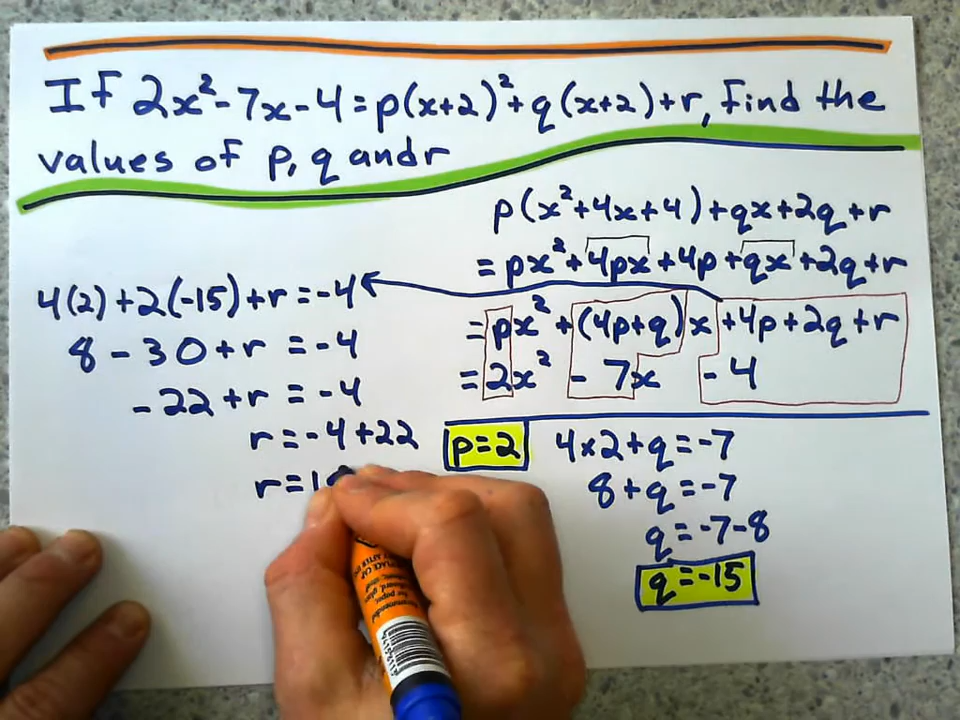 If 2x²-7x-4=p(x+2)²+q(x+2)+r, find the
values of p, q and r
p(x²+4x+4)+qx+2q+r
=px²+4px+4p+qx+2q+r
=px²+(4p+q)x+4p+2q+r
=2x²-7x-4
p=2
4×2+q=-7
8+q=-7
q=-7-8
q=-15
4(2)+2(-15)+r=-4
8-30+r=-4
-22+r=-4
r=-4+22
r=1